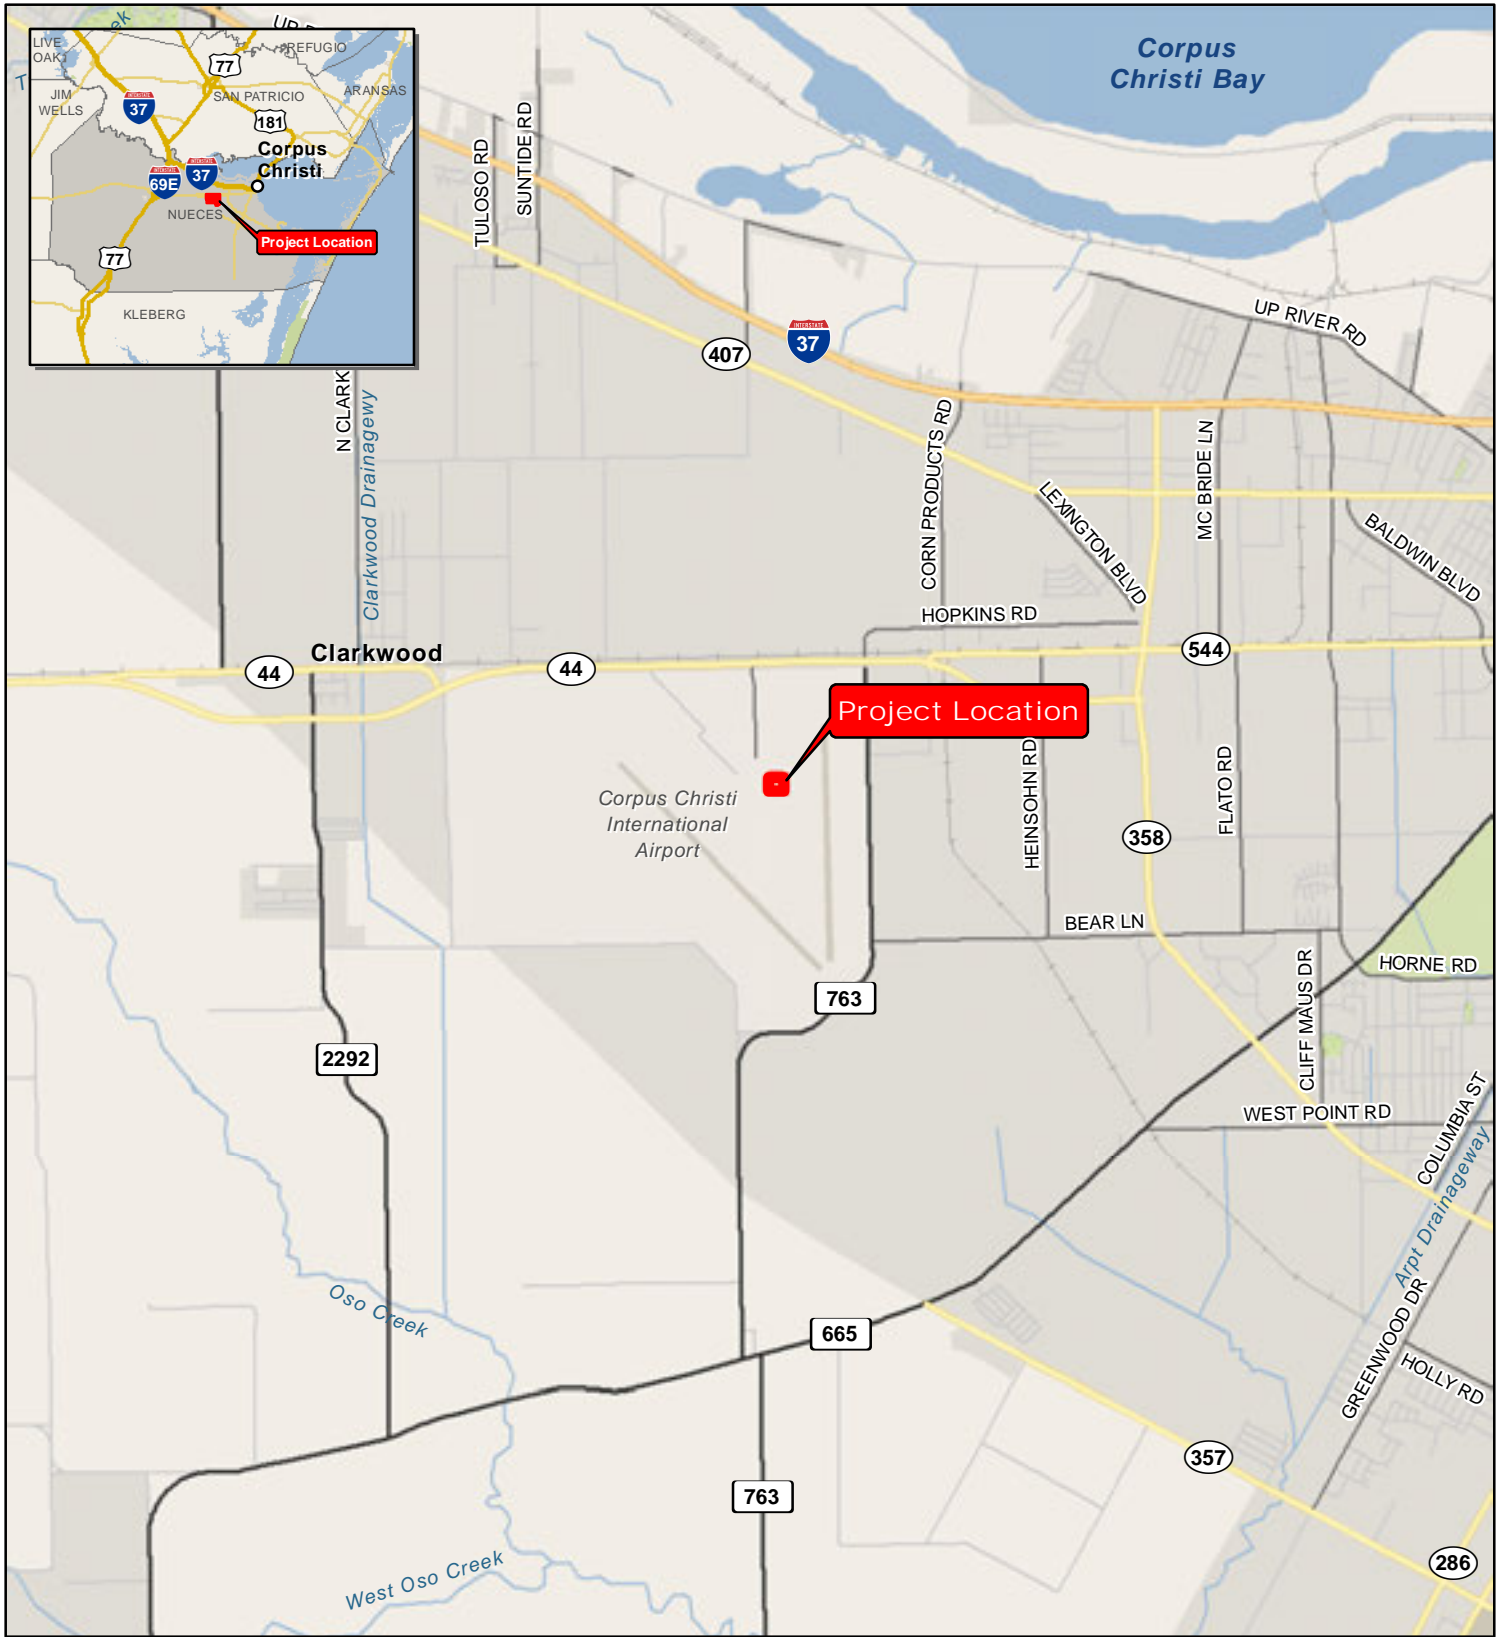 Corpus
Christi Bay
LIVE
OAK
REFUGIO
77
JIM
WELLS
INTERSTATE
37
SAN PATRICIO
ARANSAS
181
Corpus
Christi
INTERSTATE
69E
INTERSTATE
37
NUECES
Project Location
77
KLEBERG
TULOSO RD
SUNTIDE RD
UP RIVER RD
INTERSTATE
37
407
N CLARK
Clarkwood Drainagewy
CORN PRODUCTS RD
LEXINGTON BLVD
MC BRIDE LN
BALDWIN BLVD
HOPKINS RD
Clarkwood
44
44
544
Project Location
HEINSOHN RD
FLATO RD
Corpus Christi
International
Airport
358
BEAR LN
HORNE RD
763
CLIFF MAUS DR
2292
WEST POINT RD
COLUMBIA ST
Arpt Drainageway
Oso Creek
665
GREENWOOD DR
HOLLY RD
357
763
286
West Oso Creek